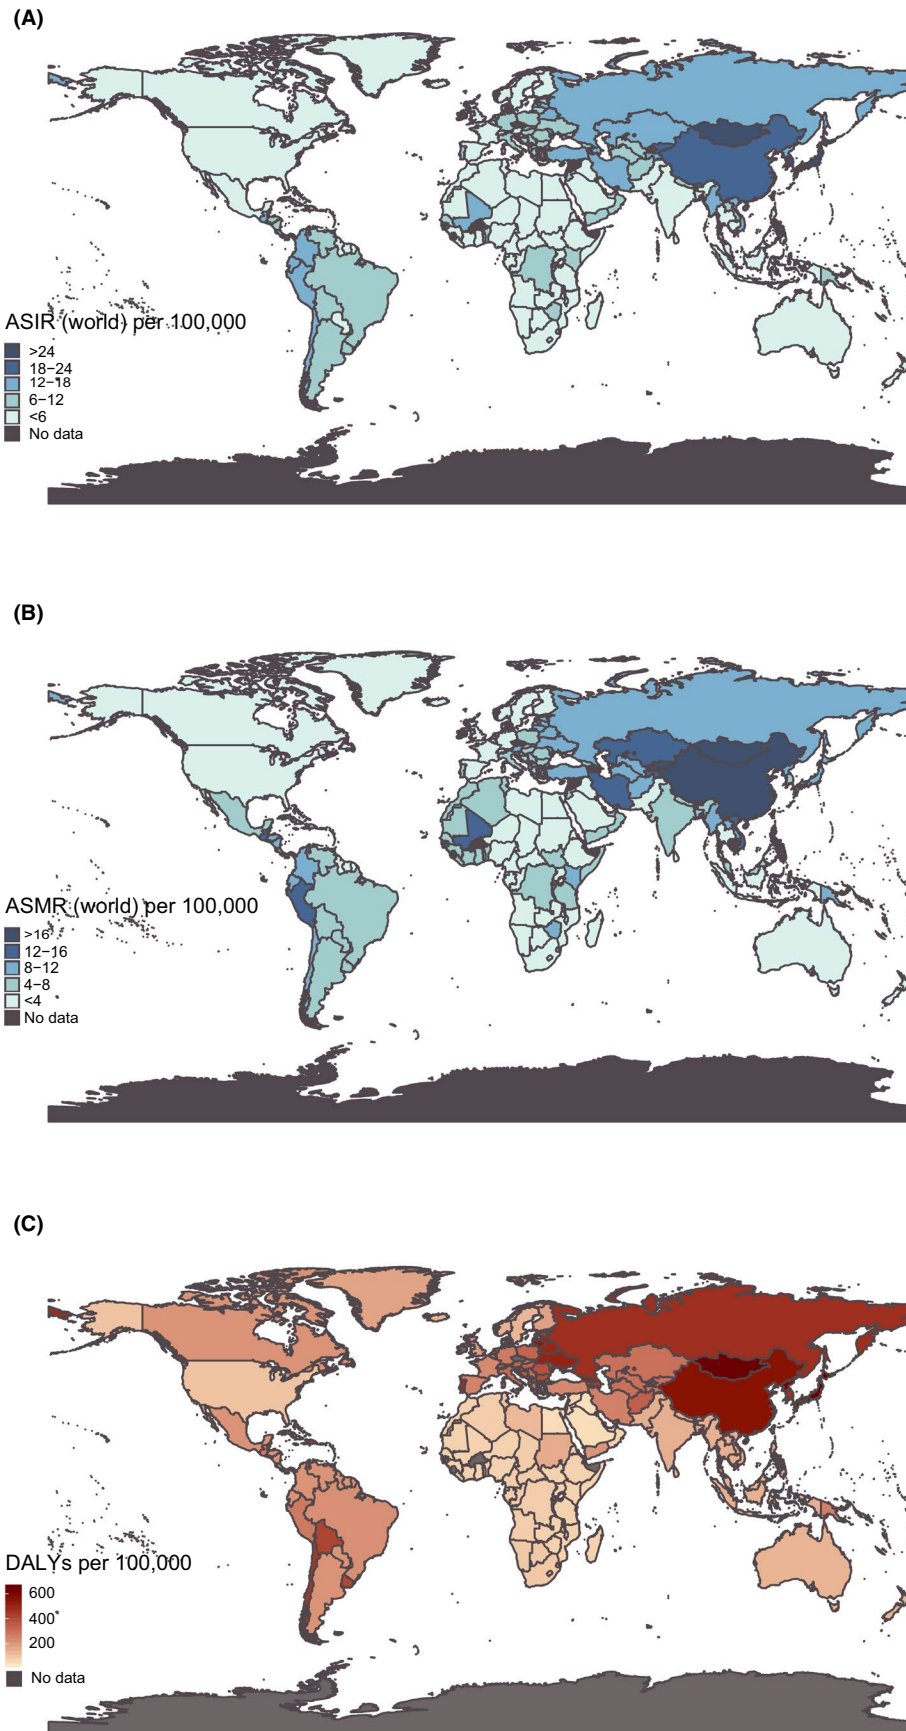 (A)
ASIR (world) per 100,000
>24
18−24
12−18
6−12
<6
No data
(B)
ASMR (world) per 100,000
>16
12−16
8−12
4−8
<4
No data
(C)
DALYs per 100,000
600
400
200
No data